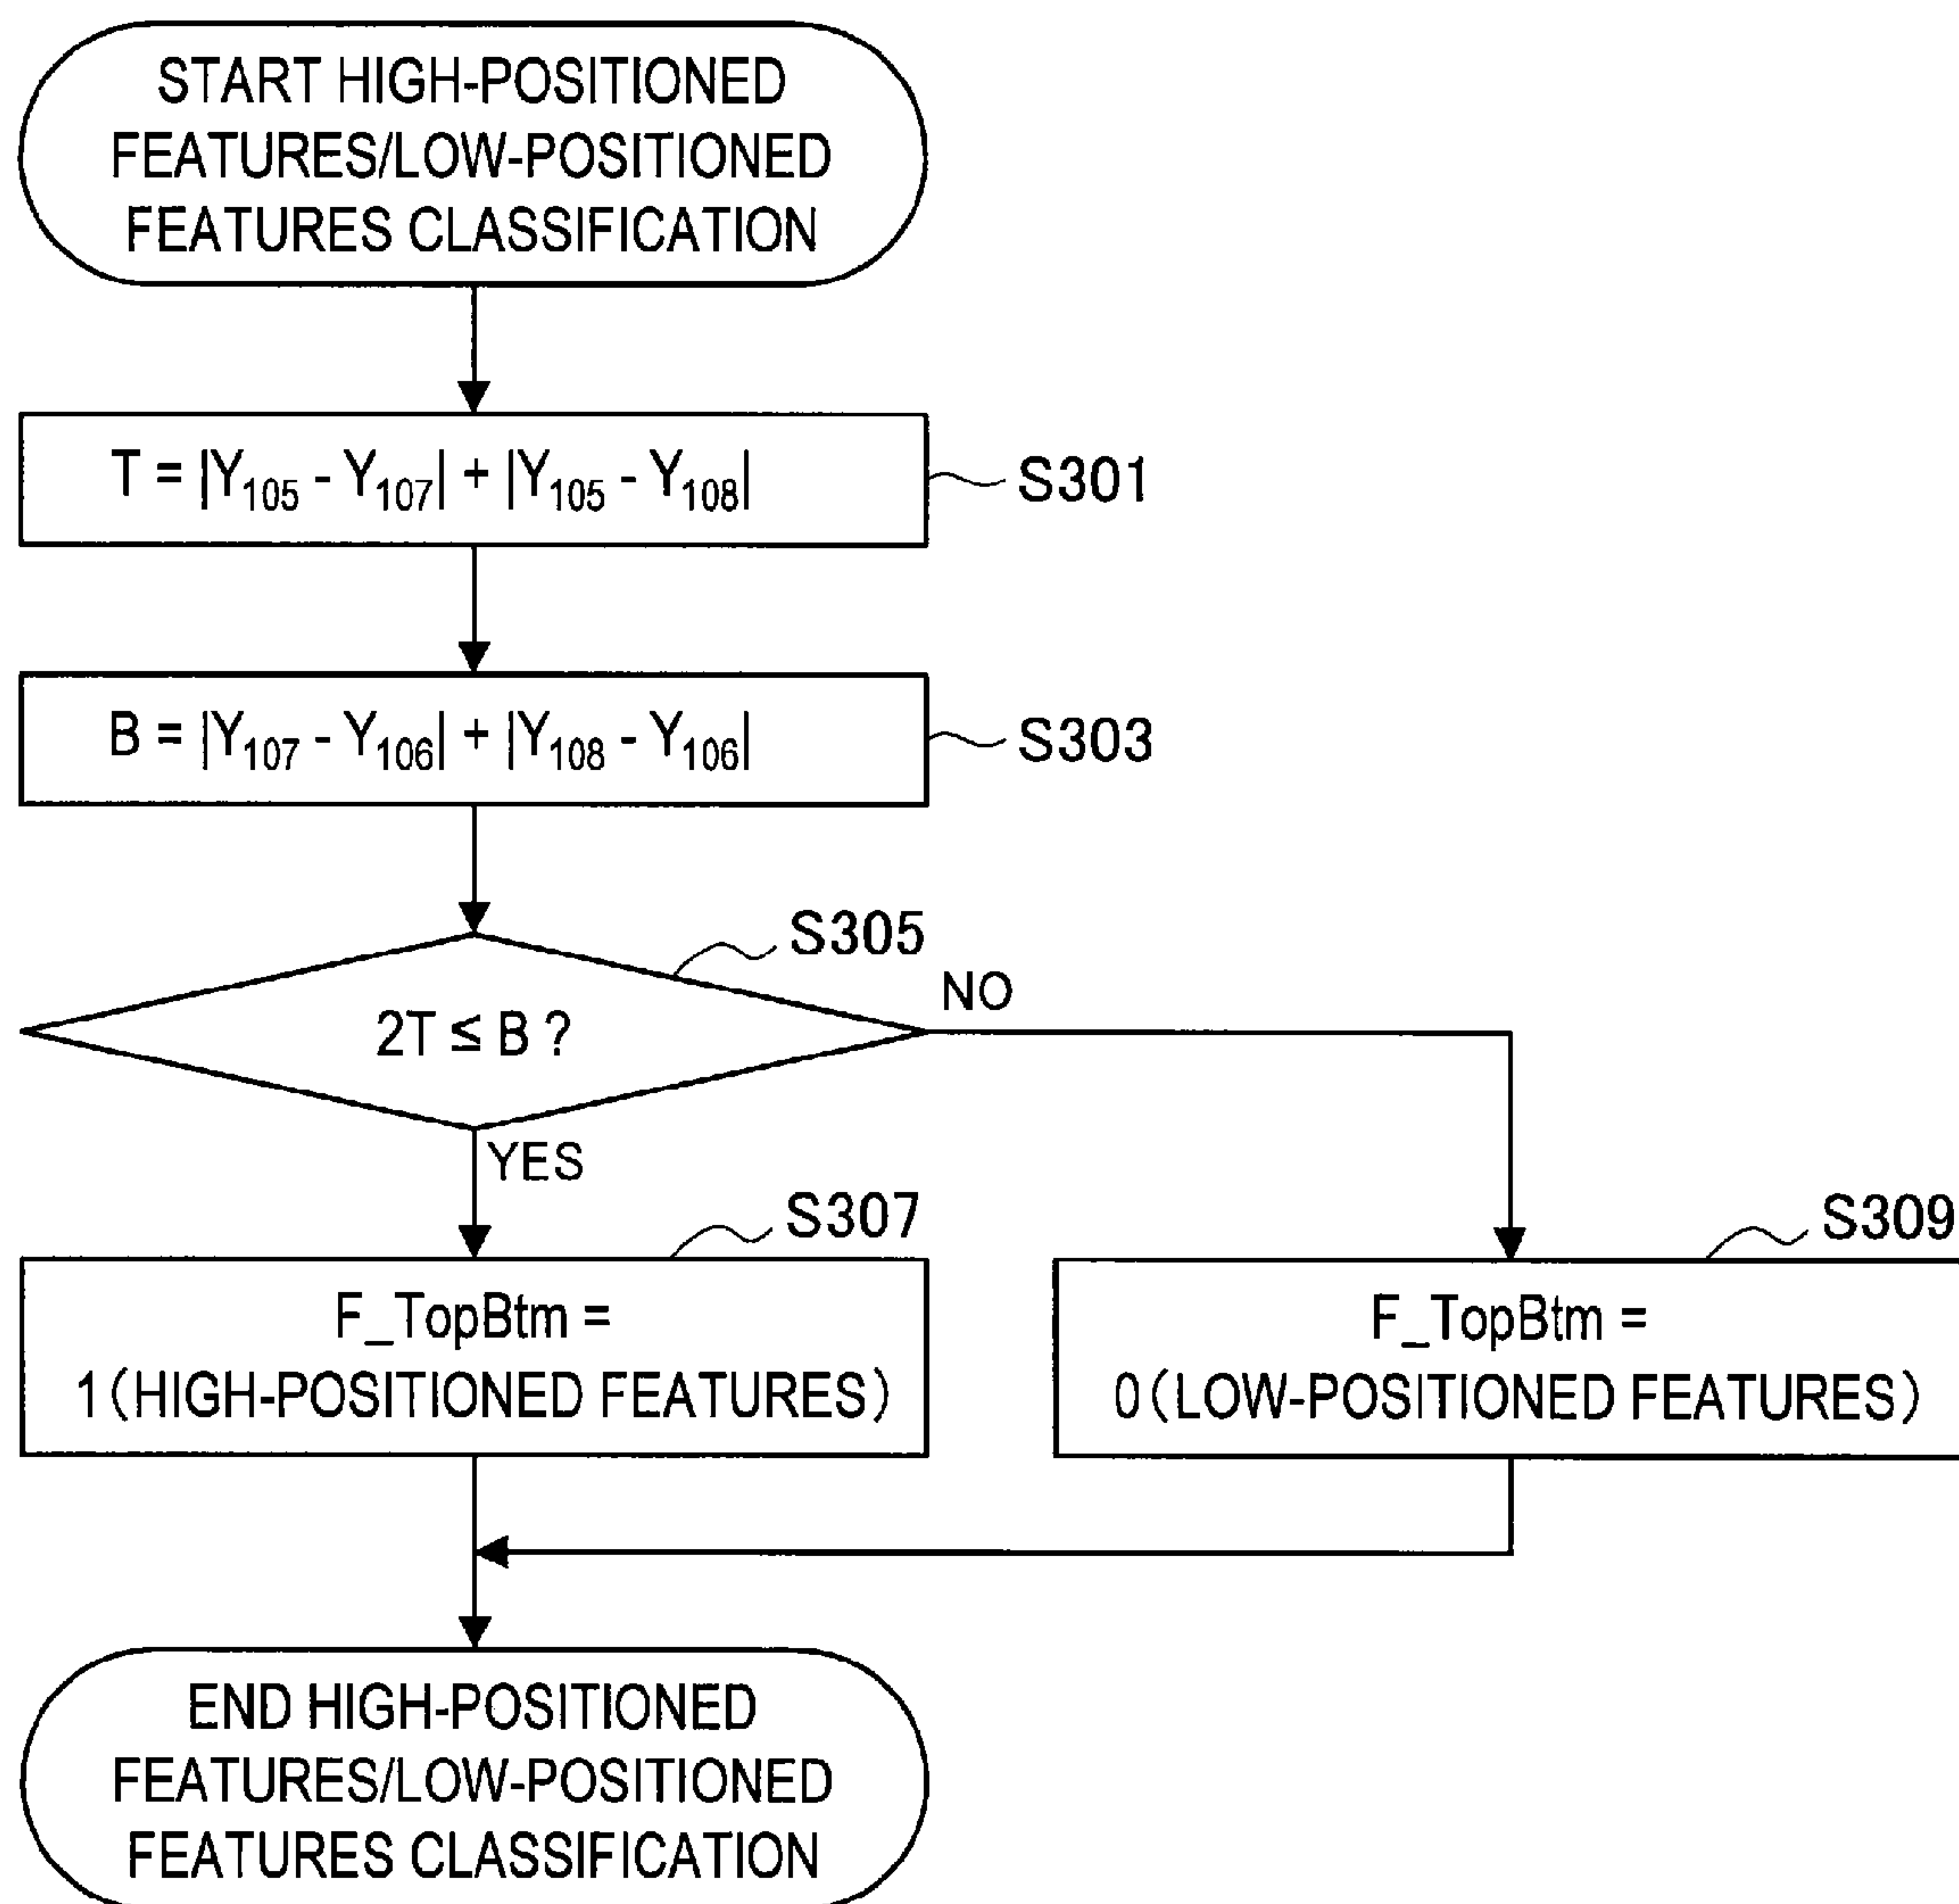 START HIGH-POSITIONED
FEATURES/LOW-POSITIONED
FEATURES CLASSIFICATION
T = |Y₁₀₅ - Y₁₀₇| + |Y₁₀₅ - Y₁₀₈|
S301
B = |Y₁₀₇ - Y₁₀₆| + |Y₁₀₈ - Y₁₀₆|
S303
S305
2T ≤ B ?
NO
YES
S307
F_TopBtm =
1(HIGH-POSITIONED FEATURES)
S309
F_TopBtm =
0(LOW-POSITIONED FEATURES)
END HIGH-POSITIONED
FEATURES/LOW-POSITIONED
FEATURES CLASSIFICATION